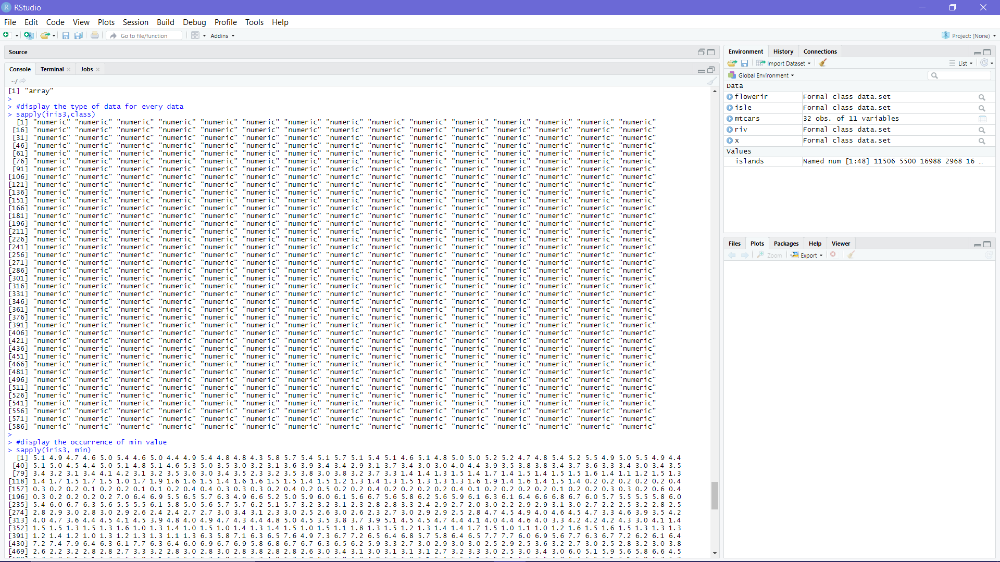 RStudio
File Edit Code View Plots Session Build Debug Profile Tools Help
Go to file/function Addins Project: (None)
Source
Console Terminal Jobs
~/
[1] "array"
>
> #display the type of data for every data
> sapply(iris3,class)
[1] "numeric" "numeric" "numeric" "numeric" "numeric" "numeric" "numeric" "numeric" "numeric" "numeric" "numeric" "numeric" "numeric" "numeric" "numeric"
[16] "numeric" "numeric" "numeric" "numeric" "numeric" "numeric" "numeric" "numeric" "numeric" "numeric" "numeric" "numeric" "numeric" "numeric" "numeric"
[31] "numeric" "numeric" "numeric" "numeric" "numeric" "numeric" "numeric" "numeric" "numeric" "numeric" "numeric" "numeric" "numeric" "numeric" "numeric"
[46] "numeric" "numeric" "numeric" "numeric" "numeric" "numeric" "numeric" "numeric" "numeric" "numeric" "numeric" "numeric" "numeric" "numeric" "numeric"
[61] "numeric" "numeric" "numeric" "numeric" "numeric" "numeric" "numeric" "numeric" "numeric" "numeric" "numeric" "numeric" "numeric" "numeric" "numeric"
[76] "numeric" "numeric" "numeric" "numeric" "numeric" "numeric" "numeric" "numeric" "numeric" "numeric" "numeric" "numeric" "numeric" "numeric" "numeric"
[91] "numeric" "numeric" "numeric" "numeric" "numeric" "numeric" "numeric" "numeric" "numeric" "numeric" "numeric" "numeric" "numeric" "numeric" "numeric"
[106] "numeric" "numeric" "numeric" "numeric" "numeric" "numeric" "numeric" "numeric" "numeric" "numeric" "numeric" "numeric" "numeric" "numeric" "numeric"
[121] "numeric" "numeric" "numeric" "numeric" "numeric" "numeric" "numeric" "numeric" "numeric" "numeric" "numeric" "numeric" "numeric" "numeric" "numeric"
[136] "numeric" "numeric" "numeric" "numeric" "numeric" "numeric" "numeric" "numeric" "numeric" "numeric" "numeric" "numeric" "numeric" "numeric" "numeric"
[151] "numeric" "numeric" "numeric" "numeric" "numeric" "numeric" "numeric" "numeric" "numeric" "numeric" "numeric" "numeric" "numeric" "numeric" "numeric"
[166] "numeric" "numeric" "numeric" "numeric" "numeric" "numeric" "numeric" "numeric" "numeric" "numeric" "numeric" "numeric" "numeric" "numeric" "numeric"
[181] "numeric" "numeric" "numeric" "numeric" "numeric" "numeric" "numeric" "numeric" "numeric" "numeric" "numeric" "numeric" "numeric" "numeric" "numeric"
[196] "numeric" "numeric" "numeric" "numeric" "numeric" "numeric" "numeric" "numeric" "numeric" "numeric" "numeric" "numeric" "numeric" "numeric" "numeric"
[211] "numeric" "numeric" "numeric" "numeric" "numeric" "numeric" "numeric" "numeric" "numeric" "numeric" "numeric" "numeric" "numeric" "numeric" "numeric"
[226] "numeric" "numeric" "numeric" "numeric" "numeric" "numeric" "numeric" "numeric" "numeric" "numeric" "numeric" "numeric" "numeric" "numeric" "numeric"
[241] "numeric" "numeric" "numeric" "numeric" "numeric" "numeric" "numeric" "numeric" "numeric" "numeric" "numeric" "numeric" "numeric" "numeric" "numeric"
[256] "numeric" "numeric" "numeric" "numeric" "numeric" "numeric" "numeric" "numeric" "numeric" "numeric" "numeric" "numeric" "numeric" "numeric" "numeric"
[271] "numeric" "numeric" "numeric" "numeric" "numeric" "numeric" "numeric" "numeric" "numeric" "numeric" "numeric" "numeric" "numeric" "numeric" "numeric"
[286] "numeric" "numeric" "numeric" "numeric" "numeric" "numeric" "numeric" "numeric" "numeric" "numeric" "numeric" "numeric" "numeric" "numeric" "numeric"
[301] "numeric" "numeric" "numeric" "numeric" "numeric" "numeric" "numeric" "numeric" "numeric" "numeric" "numeric" "numeric" "numeric" "numeric" "numeric"
[316] "numeric" "numeric" "numeric" "numeric" "numeric" "numeric" "numeric" "numeric" "numeric" "numeric" "numeric" "numeric" "numeric" "numeric" "numeric"
[331] "numeric" "numeric" "numeric" "numeric" "numeric" "numeric" "numeric" "numeric" "numeric" "numeric" "numeric" "numeric" "numeric" "numeric" "numeric"
[346] "numeric" "numeric" "numeric" "numeric" "numeric" "numeric" "numeric" "numeric" "numeric" "numeric" "numeric" "numeric" "numeric" "numeric" "numeric"
[361] "numeric" "numeric" "numeric" "numeric" "numeric" "numeric" "numeric" "numeric" "numeric" "numeric" "numeric" "numeric" "numeric" "numeric" "numeric"
[376] "numeric" "numeric" "numeric" "numeric" "numeric" "numeric" "numeric" "numeric" "numeric" "numeric" "numeric" "numeric" "numeric" "numeric" "numeric"
[391] "numeric" "numeric" "numeric" "numeric" "numeric" "numeric" "numeric" "numeric" "numeric" "numeric" "numeric" "numeric" "numeric" "numeric" "numeric"
[406] "numeric" "numeric" "numeric" "numeric" "numeric" "numeric" "numeric" "numeric" "numeric" "numeric" "numeric" "numeric" "numeric" "numeric" "numeric"
[421] "numeric" "numeric" "numeric" "numeric" "numeric" "numeric" "numeric" "numeric" "numeric" "numeric" "numeric" "numeric" "numeric" "numeric" "numeric"
[436] "numeric" "numeric" "numeric" "numeric" "numeric" "numeric" "numeric" "numeric" "numeric" "numeric" "numeric" "numeric" "numeric" "numeric" "numeric"
[451] "numeric" "numeric" "numeric" "numeric" "numeric" "numeric" "numeric" "numeric" "numeric" "numeric" "numeric" "numeric" "numeric" "numeric" "numeric"
[466] "numeric" "numeric" "numeric" "numeric" "numeric" "numeric" "numeric" "numeric" "numeric" "numeric" "numeric" "numeric" "numeric" "numeric" "numeric"
[481] "numeric" "numeric" "numeric" "numeric" "numeric" "numeric" "numeric" "numeric" "numeric" "numeric" "numeric" "numeric" "numeric" "numeric" "numeric"
[496] "numeric" "numeric" "numeric" "numeric" "numeric" "numeric" "numeric" "numeric" "numeric" "numeric" "numeric" "numeric" "numeric" "numeric" "numeric"
[511] "numeric" "numeric" "numeric" "numeric" "numeric" "numeric" "numeric" "numeric" "numeric" "numeric" "numeric" "numeric" "numeric" "numeric" "numeric"
[526] "numeric" "numeric" "numeric" "numeric" "numeric" "numeric" "numeric" "numeric" "numeric" "numeric" "numeric" "numeric" "numeric" "numeric" "numeric"
[541] "numeric" "numeric" "numeric" "numeric" "numeric" "numeric" "numeric" "numeric" "numeric" "numeric" "numeric" "numeric" "numeric" "numeric" "numeric"
[556] "numeric" "numeric" "numeric" "numeric" "numeric" "numeric" "numeric" "numeric" "numeric" "numeric" "numeric" "numeric" "numeric" "numeric" "numeric"
[571] "numeric" "numeric" "numeric" "numeric" "numeric" "numeric" "numeric" "numeric" "numeric" "numeric" "numeric" "numeric" "numeric" "numeric" "numeric"
[586] "numeric" "numeric" "numeric" "numeric" "numeric" "numeric" "numeric" "numeric" "numeric" "numeric" "numeric" "numeric" "numeric" "numeric" "numeric"
>
> #display the occurrence of min value
> sapply(iris3, min)
[1] 5.1 4.9 4.7 4.6 5.0 5.4 4.6 5.0 4.4 4.9 5.4 4.8 4.8 4.3 5.8 5.7 5.4 5.1 5.7 5.1 5.4 5.1 4.6 5.1 4.8 5.0 5.0 5.2 5.2 4.7 4.8 5.4 5.2 5.5 4.9 5.0 5.5 4.9 4.4
[40] 5.1 5.0 4.5 4.4 5.0 5.1 4.8 5.1 4.6 5.3 5.0 3.5 3.0 3.2 3.1 3.6 3.9 3.4 3.4 2.9 3.1 3.7 3.4 3.0 3.0 4.0 4.4 3.9 3.5 3.8 3.8 3.4 3.7 3.6 3.3 3.4 3.0 3.4 3.5
[79] 3.4 3.2 3.1 3.4 4.1 4.2 3.1 3.2 3.5 3.6 3.0 3.4 3.5 2.3 3.2 3.5 3.8 3.0 3.8 3.2 3.7 3.3 1.4 1.4 1.3 1.5 1.4 1.7 1.4 1.5 1.4 1.5 1.5 1.6 1.4 1.1 1.2 1.5 1.3
[118] 1.4 1.7 1.5 1.7 1.5 1.0 1.7 1.9 1.6 1.6 1.5 1.4 1.6 1.6 1.5 1.5 1.4 1.5 1.2 1.3 1.4 1.3 1.5 1.3 1.3 1.3 1.6 1.9 1.4 1.6 1.4 1.5 1.4 0.2 0.2 0.2 0.2 0.2 0.4
[157] 0.3 0.2 0.2 0.1 0.2 0.2 0.1 0.1 0.2 0.4 0.4 0.3 0.3 0.3 0.2 0.4 0.2 0.5 0.2 0.2 0.4 0.2 0.2 0.2 0.2 0.4 0.1 0.2 0.2 0.2 0.2 0.1 0.2 0.2 0.3 0.3 0.2 0.6 0.4
[196] 0.3 0.2 0.2 0.2 0.2 7.0 6.4 6.9 5.5 6.5 5.7 6.3 4.9 6.6 5.2 5.0 5.9 6.0 6.1 5.6 6.7 5.6 5.8 6.2 5.6 5.9 6.1 6.3 6.1 6.4 6.6 6.8 6.7 6.0 5.7 5.5 5.5 5.8 6.0
[235] 5.4 6.0 6.7 6.3 5.6 5.5 5.5 6.1 5.8 5.0 5.6 5.7 5.7 6.2 5.1 5.7 3.2 3.2 3.1 2.3 2.8 2.8 3.3 2.4 2.9 2.7 2.0 3.0 2.2 2.9 2.9 3.1 3.0 2.7 2.2 2.5 3.2 2.8 2.5
[274] 2.8 2.9 3.0 2.8 3.0 2.9 2.6 2.4 2.4 2.7 2.7 3.0 3.4 3.1 2.3 3.0 2.5 2.6 3.0 2.6 2.3 2.7 3.0 2.9 2.9 2.5 2.8 4.7 4.5 4.9 4.0 4.6 4.5 4.7 3.3 4.6 3.9 3.5 4.2
[313] 4.0 4.7 3.6 4.4 4.5 4.1 4.5 3.9 4.8 4.0 4.9 4.7 4.3 4.4 4.8 5.0 4.5 3.5 3.8 3.7 3.9 5.1 4.5 4.5 4.7 4.4 4.1 4.0 4.4 4.6 4.0 3.3 4.2 4.2 4.2 4.3 3.0 4.1 1.4
[352] 1.5 1.5 1.3 1.5 1.3 1.6 1.0 1.3 1.4 1.0 1.5 1.0 1.4 1.3 1.4 1.5 1.0 1.5 1.1 1.8 1.3 1.5 1.2 1.3 1.4 1.4 1.7 1.5 1.0 1.1 1.0 1.2 1.6 1.5 1.6 1.5 1.3 1.3 1.3
[391] 1.2 1.4 1.2 1.0 1.3 1.2 1.3 1.3 1.1 1.3 6.3 5.8 7.1 6.3 6.5 7.6 4.9 7.3 6.7 7.2 6.5 6.4 6.8 5.7 5.8 6.4 6.5 7.7 7.7 6.0 6.9 5.6 7.7 6.3 6.7 7.2 6.2 6.1 6.4
[430] 7.2 7.4 7.9 6.4 6.3 6.1 7.7 6.3 6.4 6.0 6.9 6.7 6.9 5.8 6.8 6.7 6.7 6.3 6.5 6.2 5.9 3.3 2.7 3.0 2.9 3.0 3.0 2.5 2.9 2.5 3.6 3.2 2.7 3.0 2.5 2.8 3.2 3.0 3.8
[469] 2.6 2.2 3.2 2.8 2.8 2.7 3.3 3.2 2.8 3.0 2.8 3.0 2.8 3.8 2.8 2.8 2.6 3.0 3.4 3.1 3.0 3.1 3.1 3.1 2.7 3.2 3.3 3.0 2.5 3.0 3.4 3.0 6.0 5.1 5.9 5.6 5.8 6.6 4.5
Environment History Connections
Import Dataset List
Global Environment
Data
flowerir Formal class data.set
isle Formal class data.set
mtcars 32 obs. of 11 variables
riv Formal class data.set
x Formal class data.set
Values
islands Named num [1:48] 11506 5500 16988 2968 16 …
Files Plots Packages Help Viewer
Zoom Export